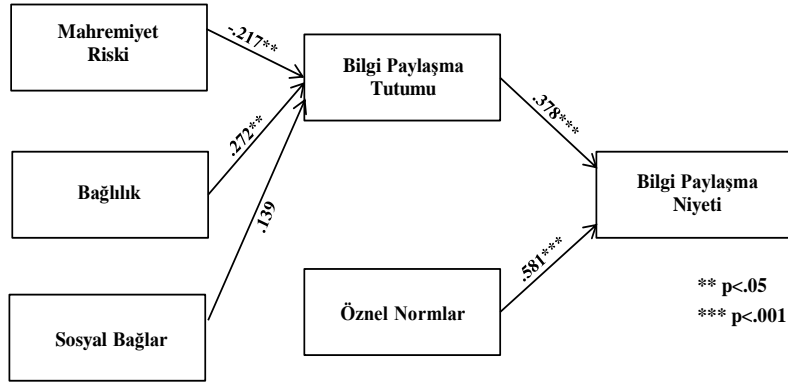 Mahremiyet
Riski
-.217**
Bilgi Paylaşma
Tutumu
.378***
.272**
Bağlılık
Bilgi Paylaşma
Niyeti
.139
.581***
Sosyal Bağlar
Öznel Normlar
** p<.05
*** p<.001